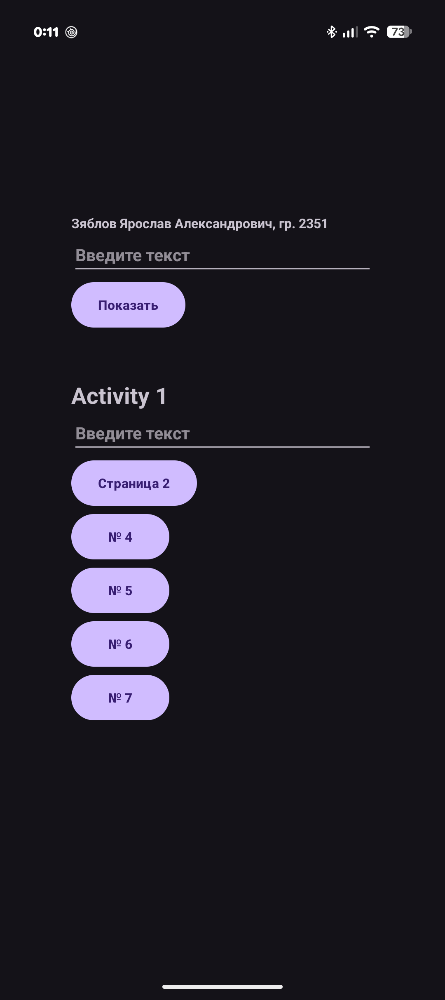 0:11
73
Зяблов Ярослав Александрович, гр. 2351
Введите текст
Показать
Activity 1
Введите текст
Страница 2
№ 4
№ 5
№ 6
№ 7